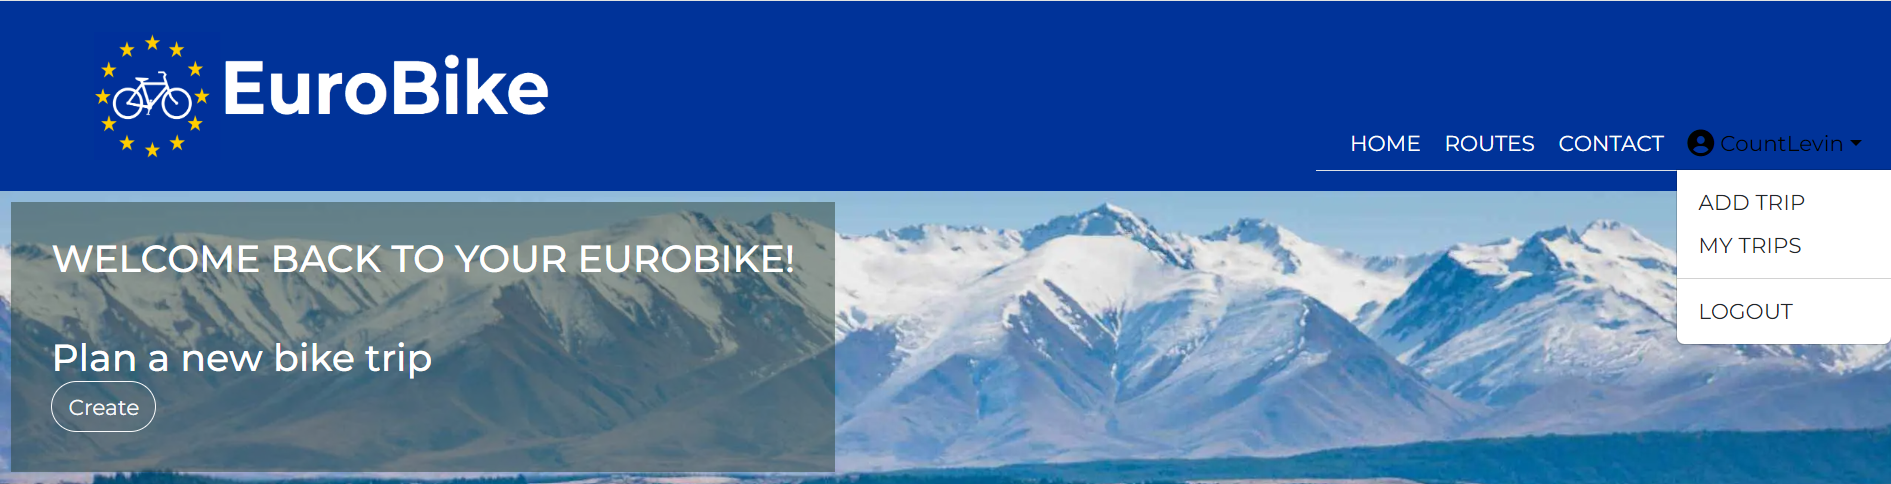 EuroBike
HOME ROUTES CONTACT CountLevin
ADD TRIP
MY TRIPS
LOGOUT
WELCOME BACK TO YOUR EUROBIKE!
Plan a new bike trip
Create